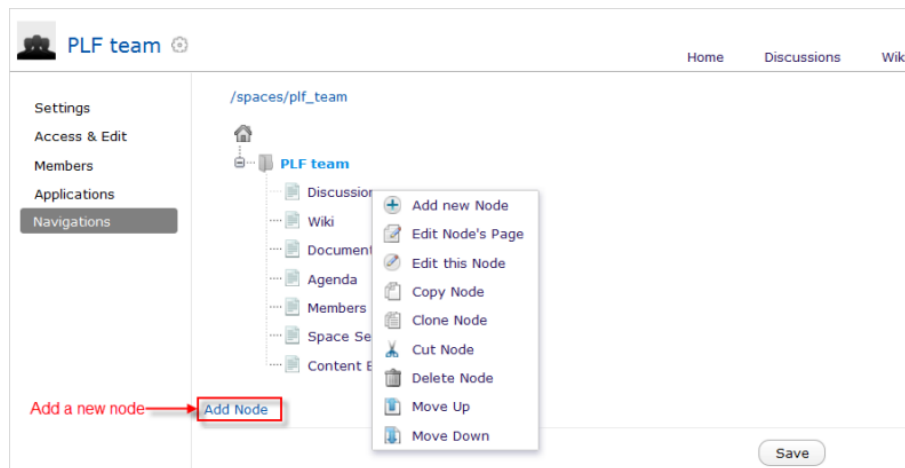 PLF team
Home Discussions Wik
Settings
Access & Edit
Members
Applications
Navigations
/spaces/plf_team
PLF team
Discussion
Wiki
Document
Agenda
Members
Space Se
Content E
Add new Node
Edit Node's Page
Edit this Node
Copy Node
Clone Node
Cut Node
Delete Node
Move Up
Move Down
Add a new node
Add Node
Save